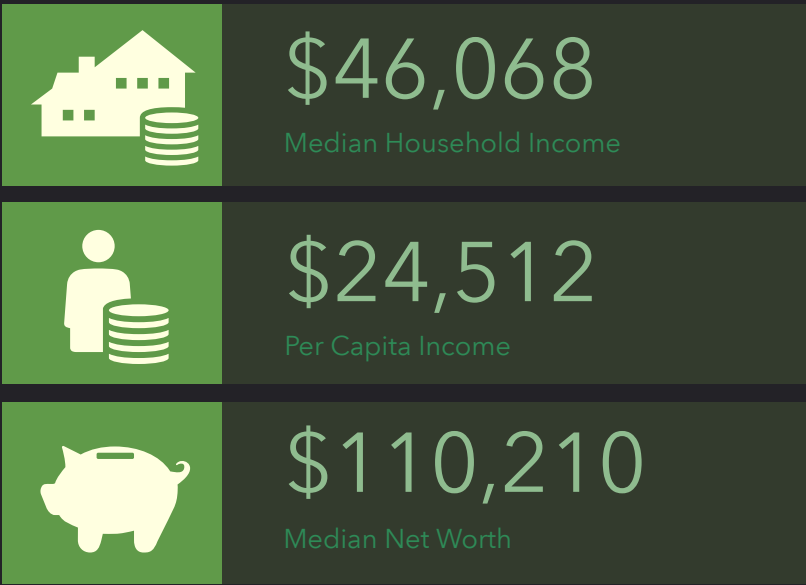 $46,068
Median Household Income
$24,512
Per Capita Income
$110,210
Median Net Worth